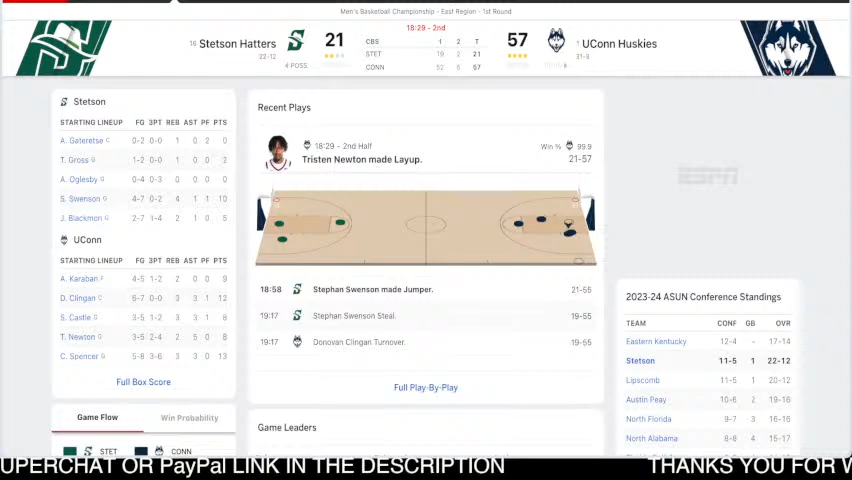 Men's Basketball Championship - East Region - 1st Round
16 Stetson Hatters
22-12
21
18:29 - 2nd
CBS 1 2 T
STET 19 2 21
CONN 52 5 57
57
1 UConn Huskies
31-3
4 POSS.
Stetson
STARTING LINEUP FG 3PT REB AST PF PTS
A. Gateretse C 0-2 0-0 1 0 2 0
T. Gross G 1-2 0-0 1 0 0 2
A. Oglesby G 0-4 0-3 0 0 0 0
S. Swenson G 4-7 0-2 4 1 1 10
J. Blackmon G 2-7 1-4 2 1 0 5
UConn
STARTING LINEUP FG 3PT REB AST PF PTS
A. Karaban F 4-5 1-2 2 0 0 9
D. Clingan C 6-7 0-0 3 3 1 12
S. Castle G 3-5 1-2 3 3 1 8
T. Newton G 3-5 2-4 2 5 0 8
C. Spencer G 5-8 3-6 3 3 0 13
Full Box Score
Game Flow Win Probability
STET CONN
Recent Plays
18:29 - 2nd Half
Tristen Newton made Layup.
Win % 99.9
21-57
18:58 Stephan Swenson made Jumper. 21-55
19:17 Stephan Swenson Steal. 19-55
19:17 Donovan Clingan Turnover. 19-55
Full Play-By-Play
Game Leaders
ESPN
2023-24 ASUN Conference Standings
TEAM CONF GB OVR
Eastern Kentucky 12-4 - 17-14
Stetson 11-5 1 22-12
Lipscomb 11-5 1 20-12
Austin Peay 10-6 2 19-16
North Florida 9-7 3 16-16
North Alabama 8-8 4 15-17
UPERCHAT OR PayPal LINK IN THE DESCRIPTION
THANKS YOU FOR W